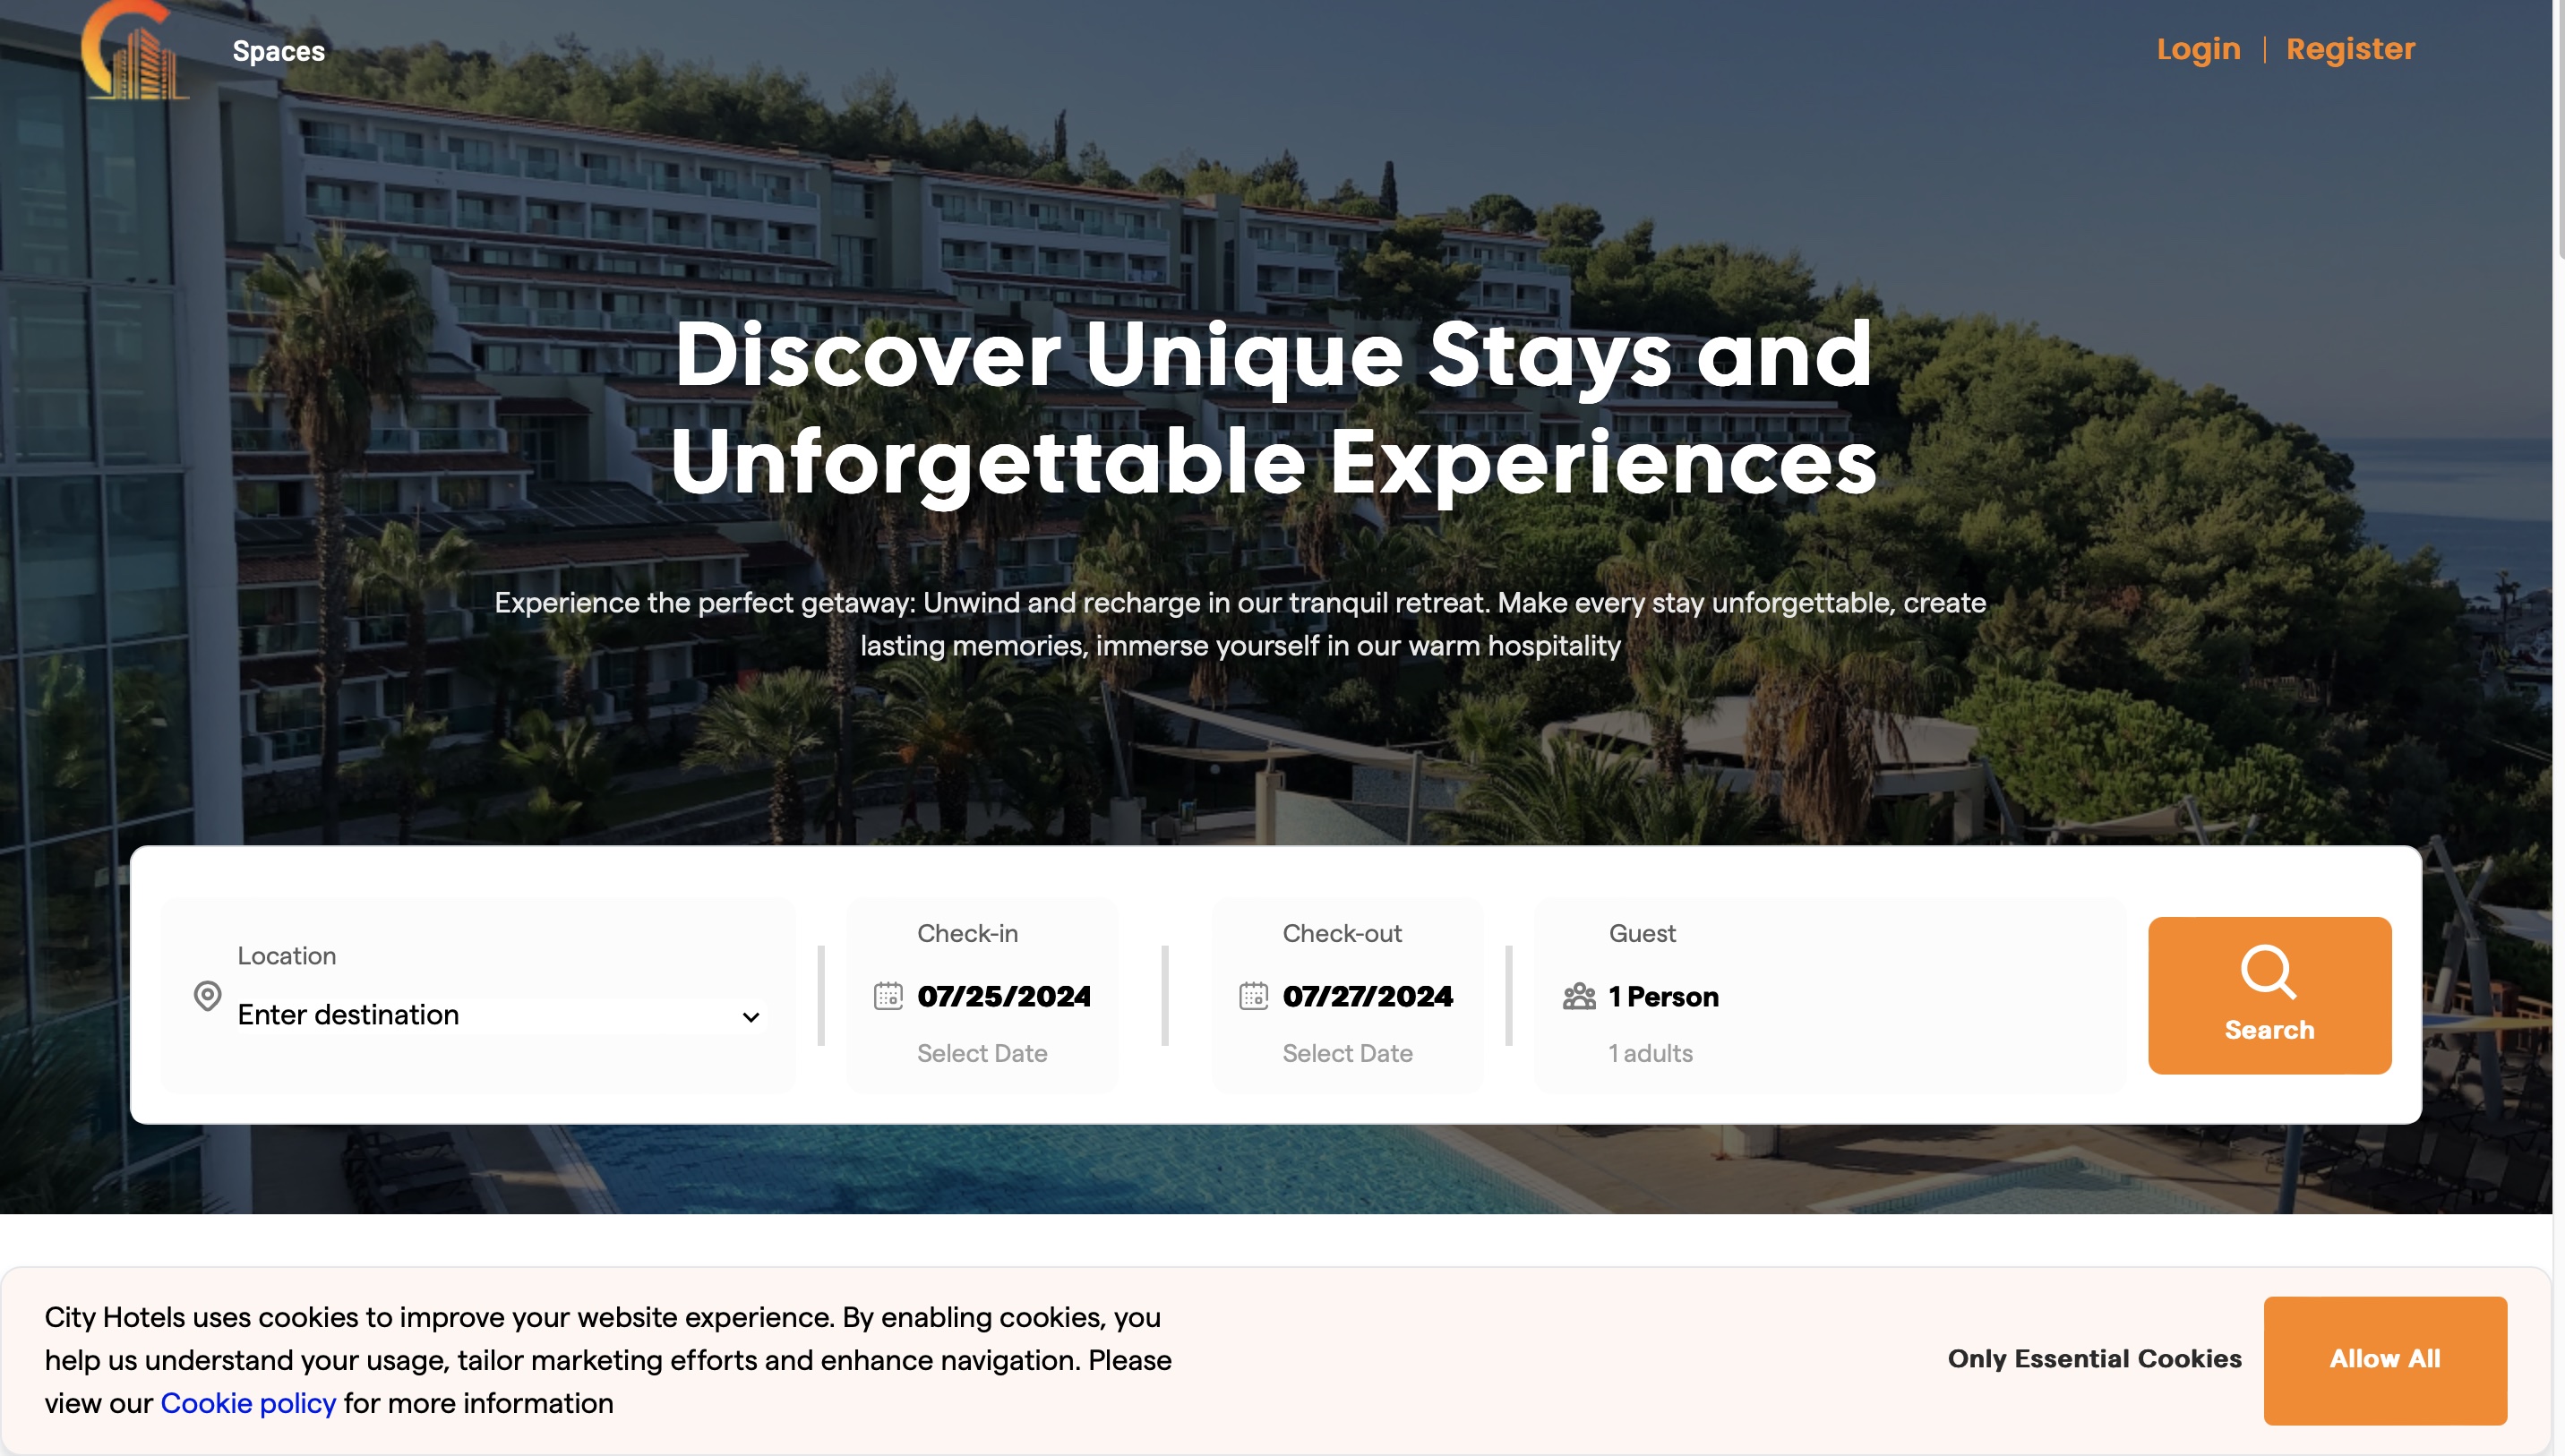 Spaces
Login | Register
Discover Unique Stays and
Unforgettable Experiences
Experience the perfect getaway: Unwind and recharge in our tranquil retreat. Make every stay unforgettable, create
lasting memories, immerse yourself in our warm hospitality
Location
Enter destination
Check-in
07/25/2024
Select Date
Check-out
07/27/2024
Select Date
Guest
1 Person
1 adults
Search
City Hotels uses cookies to improve your website experience. By enabling cookies, you
help us understand your usage, tailor marketing efforts and enhance navigation. Please
view our Cookie policy for more information
Only Essential Cookies
Allow All